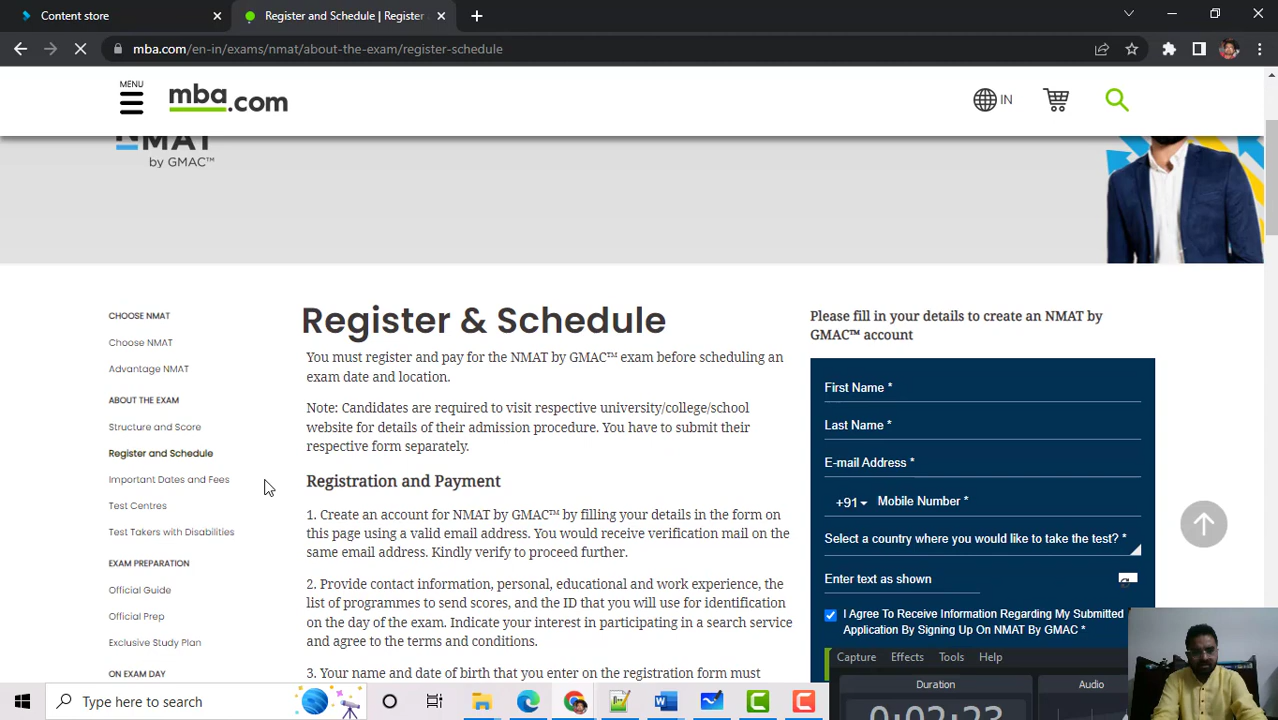 Content store
Register and Schedule | Register
mba.com/en-in/exams/nmat/about-the-exam/register-schedule
MENU
mba.com
IN
NMAT
by GMAC™
CHOOSE NMAT
Choose NMAT
Advantage NMAT
ABOUT THE EXAM
Structure and Score
Register and Schedule
Important Dates and Fees
Test Centres
Test Takers with Disabilities
EXAM PREPARATION
Official Guide
Official Prep
Exclusive Study Plan
ON EXAM DAY
Register & Schedule
You must register and pay for the NMAT by GMAC™ exam before scheduling an
exam date and location.
Note: Candidates are required to visit respective university/college/school
website for details of their admission procedure. You have to submit their
respective form separately.
Registration and Payment
1. Create an account for NMAT by GMAC™ by filling your details in the form on
this page using a valid email address. You would receive verification mail on the
same email address. Kindly verify to proceed further.
2. Provide contact information, personal, educational and work experience, the
list of programmes to send scores, and the ID that you will use for identification
on the day of the exam. Indicate your interest in participating in a search service
and agree to the terms and conditions.
3. Your name and date of birth that you enter on the registration form must
Please fill in your details to create an NMAT by
GMAC™ account
First Name *
Last Name *
E-mail Address *
+91 Mobile Number *
Select a country where you would like to take the test? *
Enter text as shown
I Agree To Receive Information Regarding My Submitted
Application By Signing Up On NMAT By GMAC *
Capture Effects Tools Help
Duration
Audio
0:02:23
Type here to search